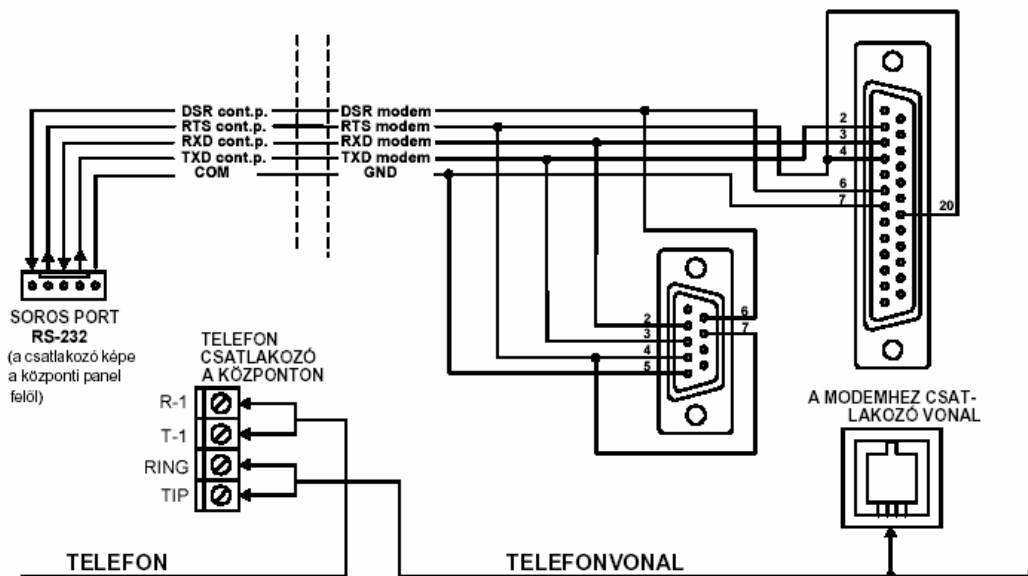 DSR cont.p. DSR modem
RTS cont.p. RTS modem
RXD cont.p. RXD modem
TXD cont.p. TXD modem
COM GND
2
3
4
6
7
20
SOROS PORT
RS-232
(a csatlakozó képe
a központi panel
felől)
TELEFON
CSATLAKOZÓ
A KÖZPONTON
R-1
T-1
RING
TIP
2
3
4
5
6
7
A MODEMHEZ CSAT-
LAKOZÓ VONAL
TELEFON
TELEFONVONAL